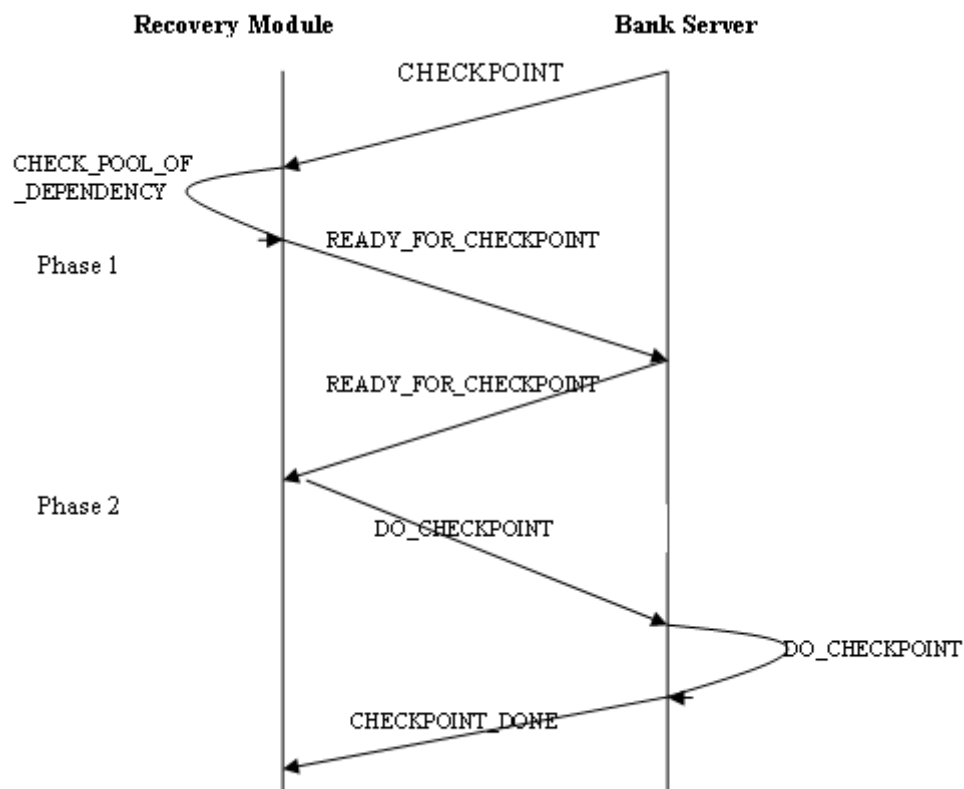 Recovery Module
Bank Server
CHECKPOINT
CHECK_POOL_OF
_DEPENDENCY
READY_FOR_CHECKPOINT
Phase 1
READY_FOR_CHECKPOINT
Phase 2
DO_CHECKPOINT
DO_CHECKPOINT
CHECKPOINT_DONE